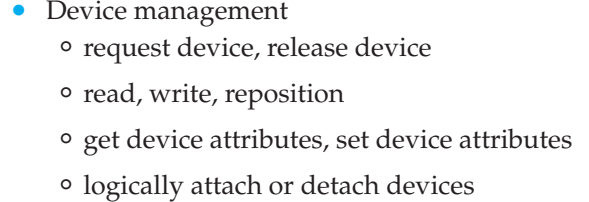 • Device management
◦ request device, release device
◦ read, write, reposition
◦ get device attributes, set device attributes
◦ logically attach or detach devices